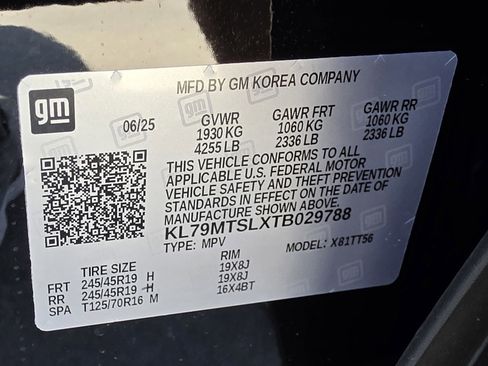 MFD BY GM KOREA COMPANY
gm
06/25 GVWR GAWR FRT GAWR RR
1930 KG 1060 KG 1060 KG
4255 LB 2336 LB 2336 LB
THIS VEHICLE CONFORMS TO ALL
APPLICABLE U.S. FEDERAL MOTOR
VEHICLE SAFETY AND THEFT PREVENTION
STANDARDS IN EFFECT ON THE DATE OF
MANUFACTURE SHOWN ABOVE.
KL79MTSLXTB029788
TYPE: MPV MODEL: X81TT56
TIRE SIZE RIM
FRT 245/45R19 H 19X8J
RR 245/45R19 H 19X8J
SPA T125/70R16 M 16X4BT